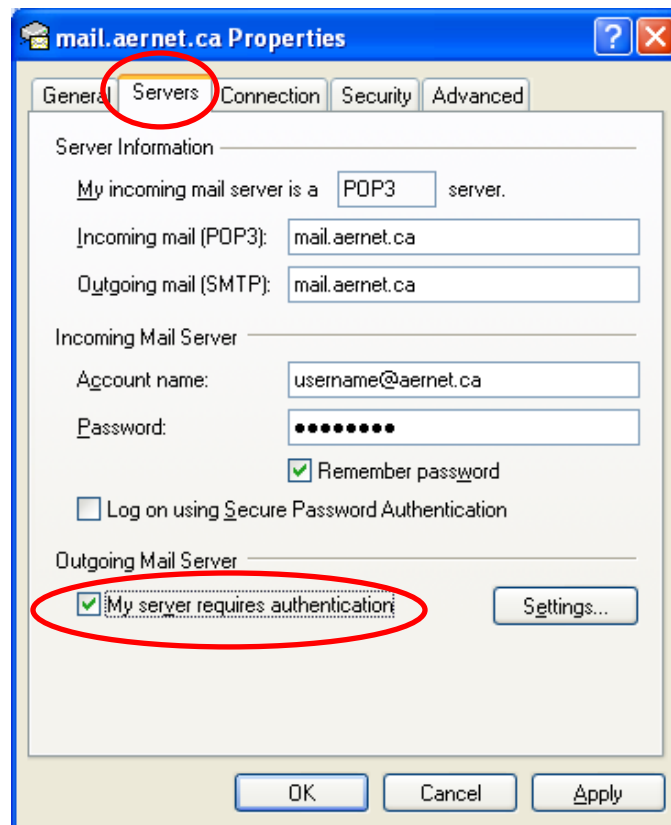 mail.aernet.ca Properties
General Servers Connection Security Advanced
Server Information
My incoming mail server is a POP3 server.
Incoming mail (POP3): mail.aernet.ca
Outgoing mail (SMTP): mail.aernet.ca
Incoming Mail Server
Account name: username@aernet.ca
Password: ●●●●●●●●
Remember password
Log on using Secure Password Authentication
Outgoing Mail Server
My server requires authentication Settings...
OK Cancel Apply